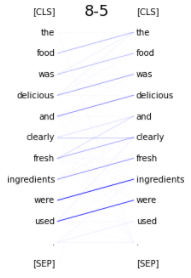 8-5
[CLS] [CLS]
the the
food food
was was
delicious delicious
and and
clearly clearly
fresh fresh
ingredients ingredients
were were
used used
. .
[SEP] [SEP]